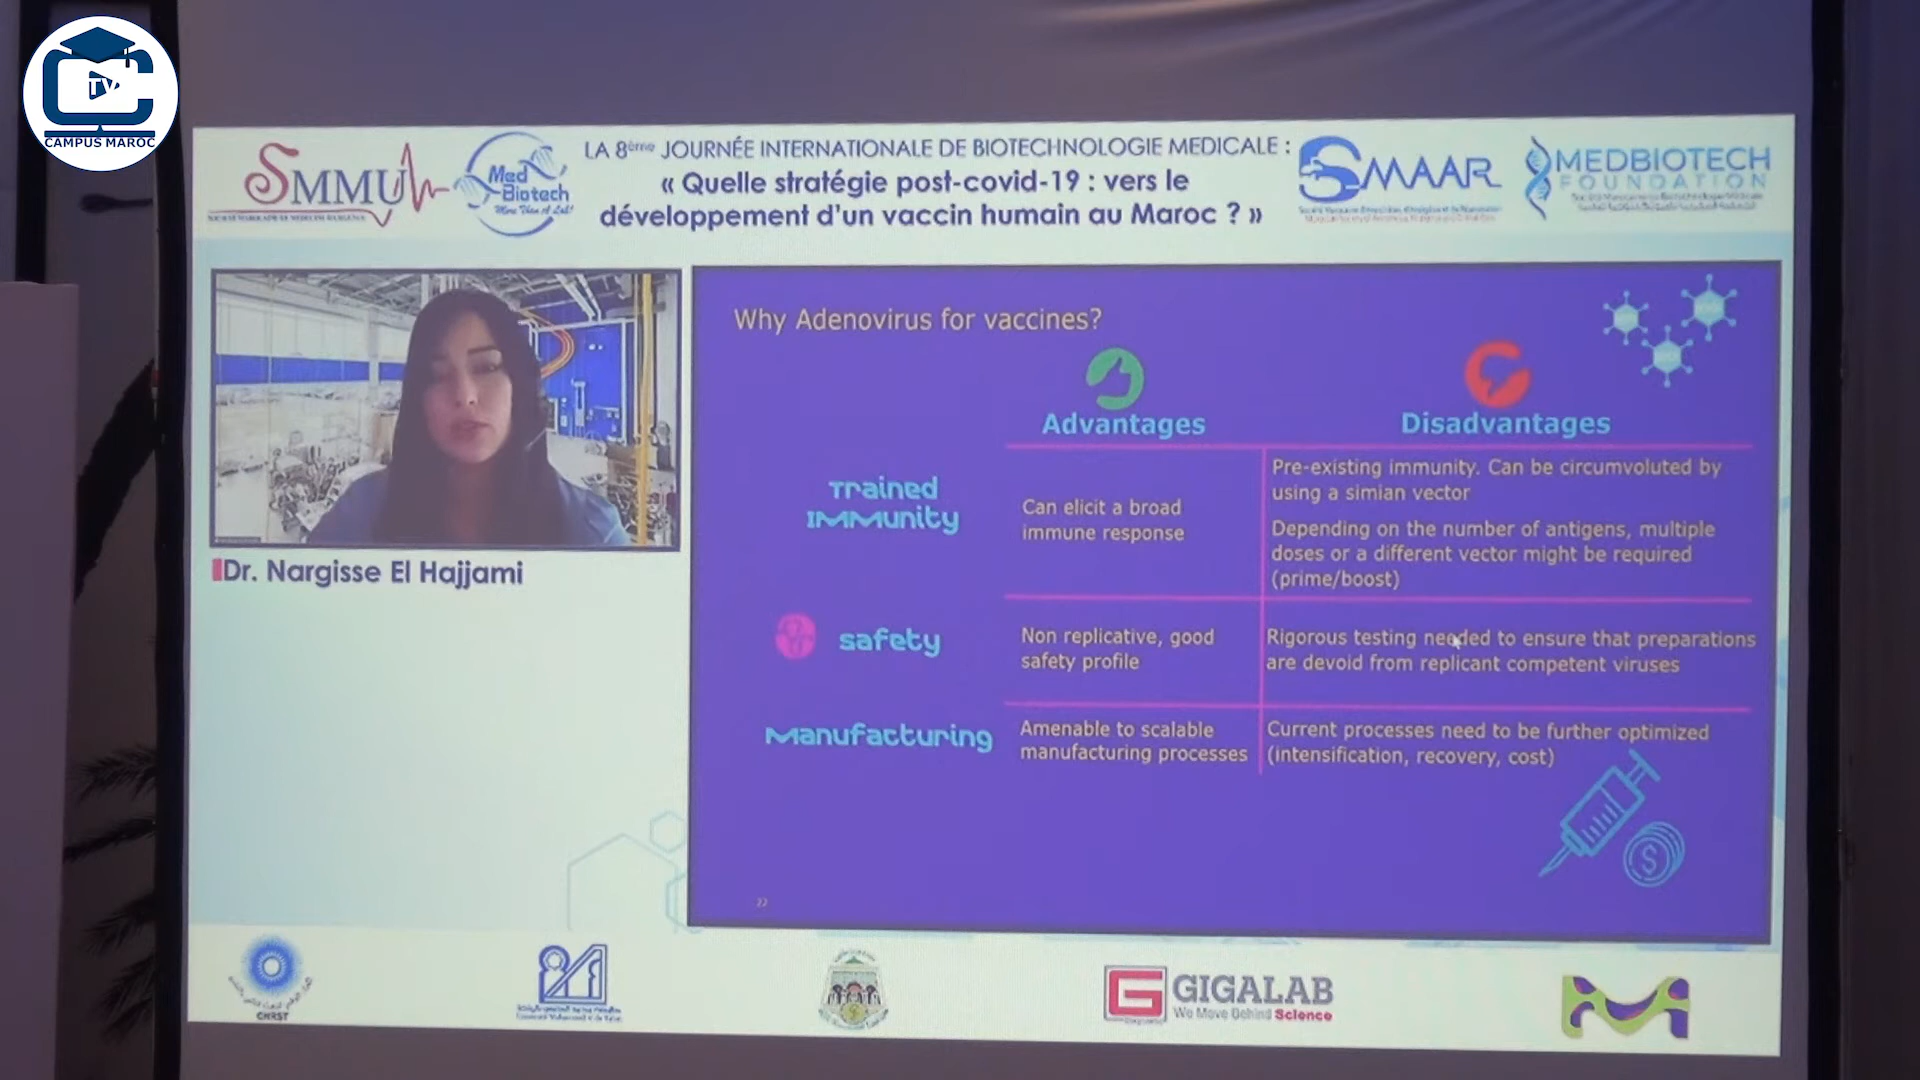 TV
CAMPUS MAROC
SMMU
Med
Biotech
More Than A Lab!
LA 8ème JOURNÉE INTERNATIONALE DE BIOTECHNOLOGIE MEDICALE :
« Quelle stratégie post-covid-19 : vers le
développement d'un vaccin humain au Maroc ? »
SMAAR
MEDBIOTECH
FOUNDATION
Dr. Nargisse El Hajjami
Why Adenovirus for vaccines?
Advantages
Disadvantages
Trained
Immunity
Can elicit a broad
immune response
Pre-existing immunity. Can be circumvoluted by
using a simian vector
Depending on the number of antigens, multiple
doses or a different vector might be required
(prime/boost)
Safety
Non replicative, good
safety profile
Rigorous testing needed to ensure that preparations
are devoid from replicant competent viruses
Manufacturing
Amenable to scalable
manufacturing processes
Current processes need to be further optimized
(intensification, recovery, cost)
$
22
CNRST
G GIGALAB
We Move Behind Science
M